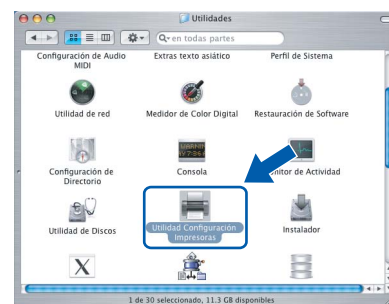 Utilidades
en todas partes
Configuración de Audio
MIDI
Extras texto asiático
Perfil de Sistema
Utilidad de red
Medidor de Color Digital
Restauración de Software
WARNIN
Configuración de
Directorio
Consola
nitor de Actividad
Utilidad de Discos
Utilidad Configuración
Impresoras
Instalador
1 de 30 seleccionado, 11.3 GB disponibles